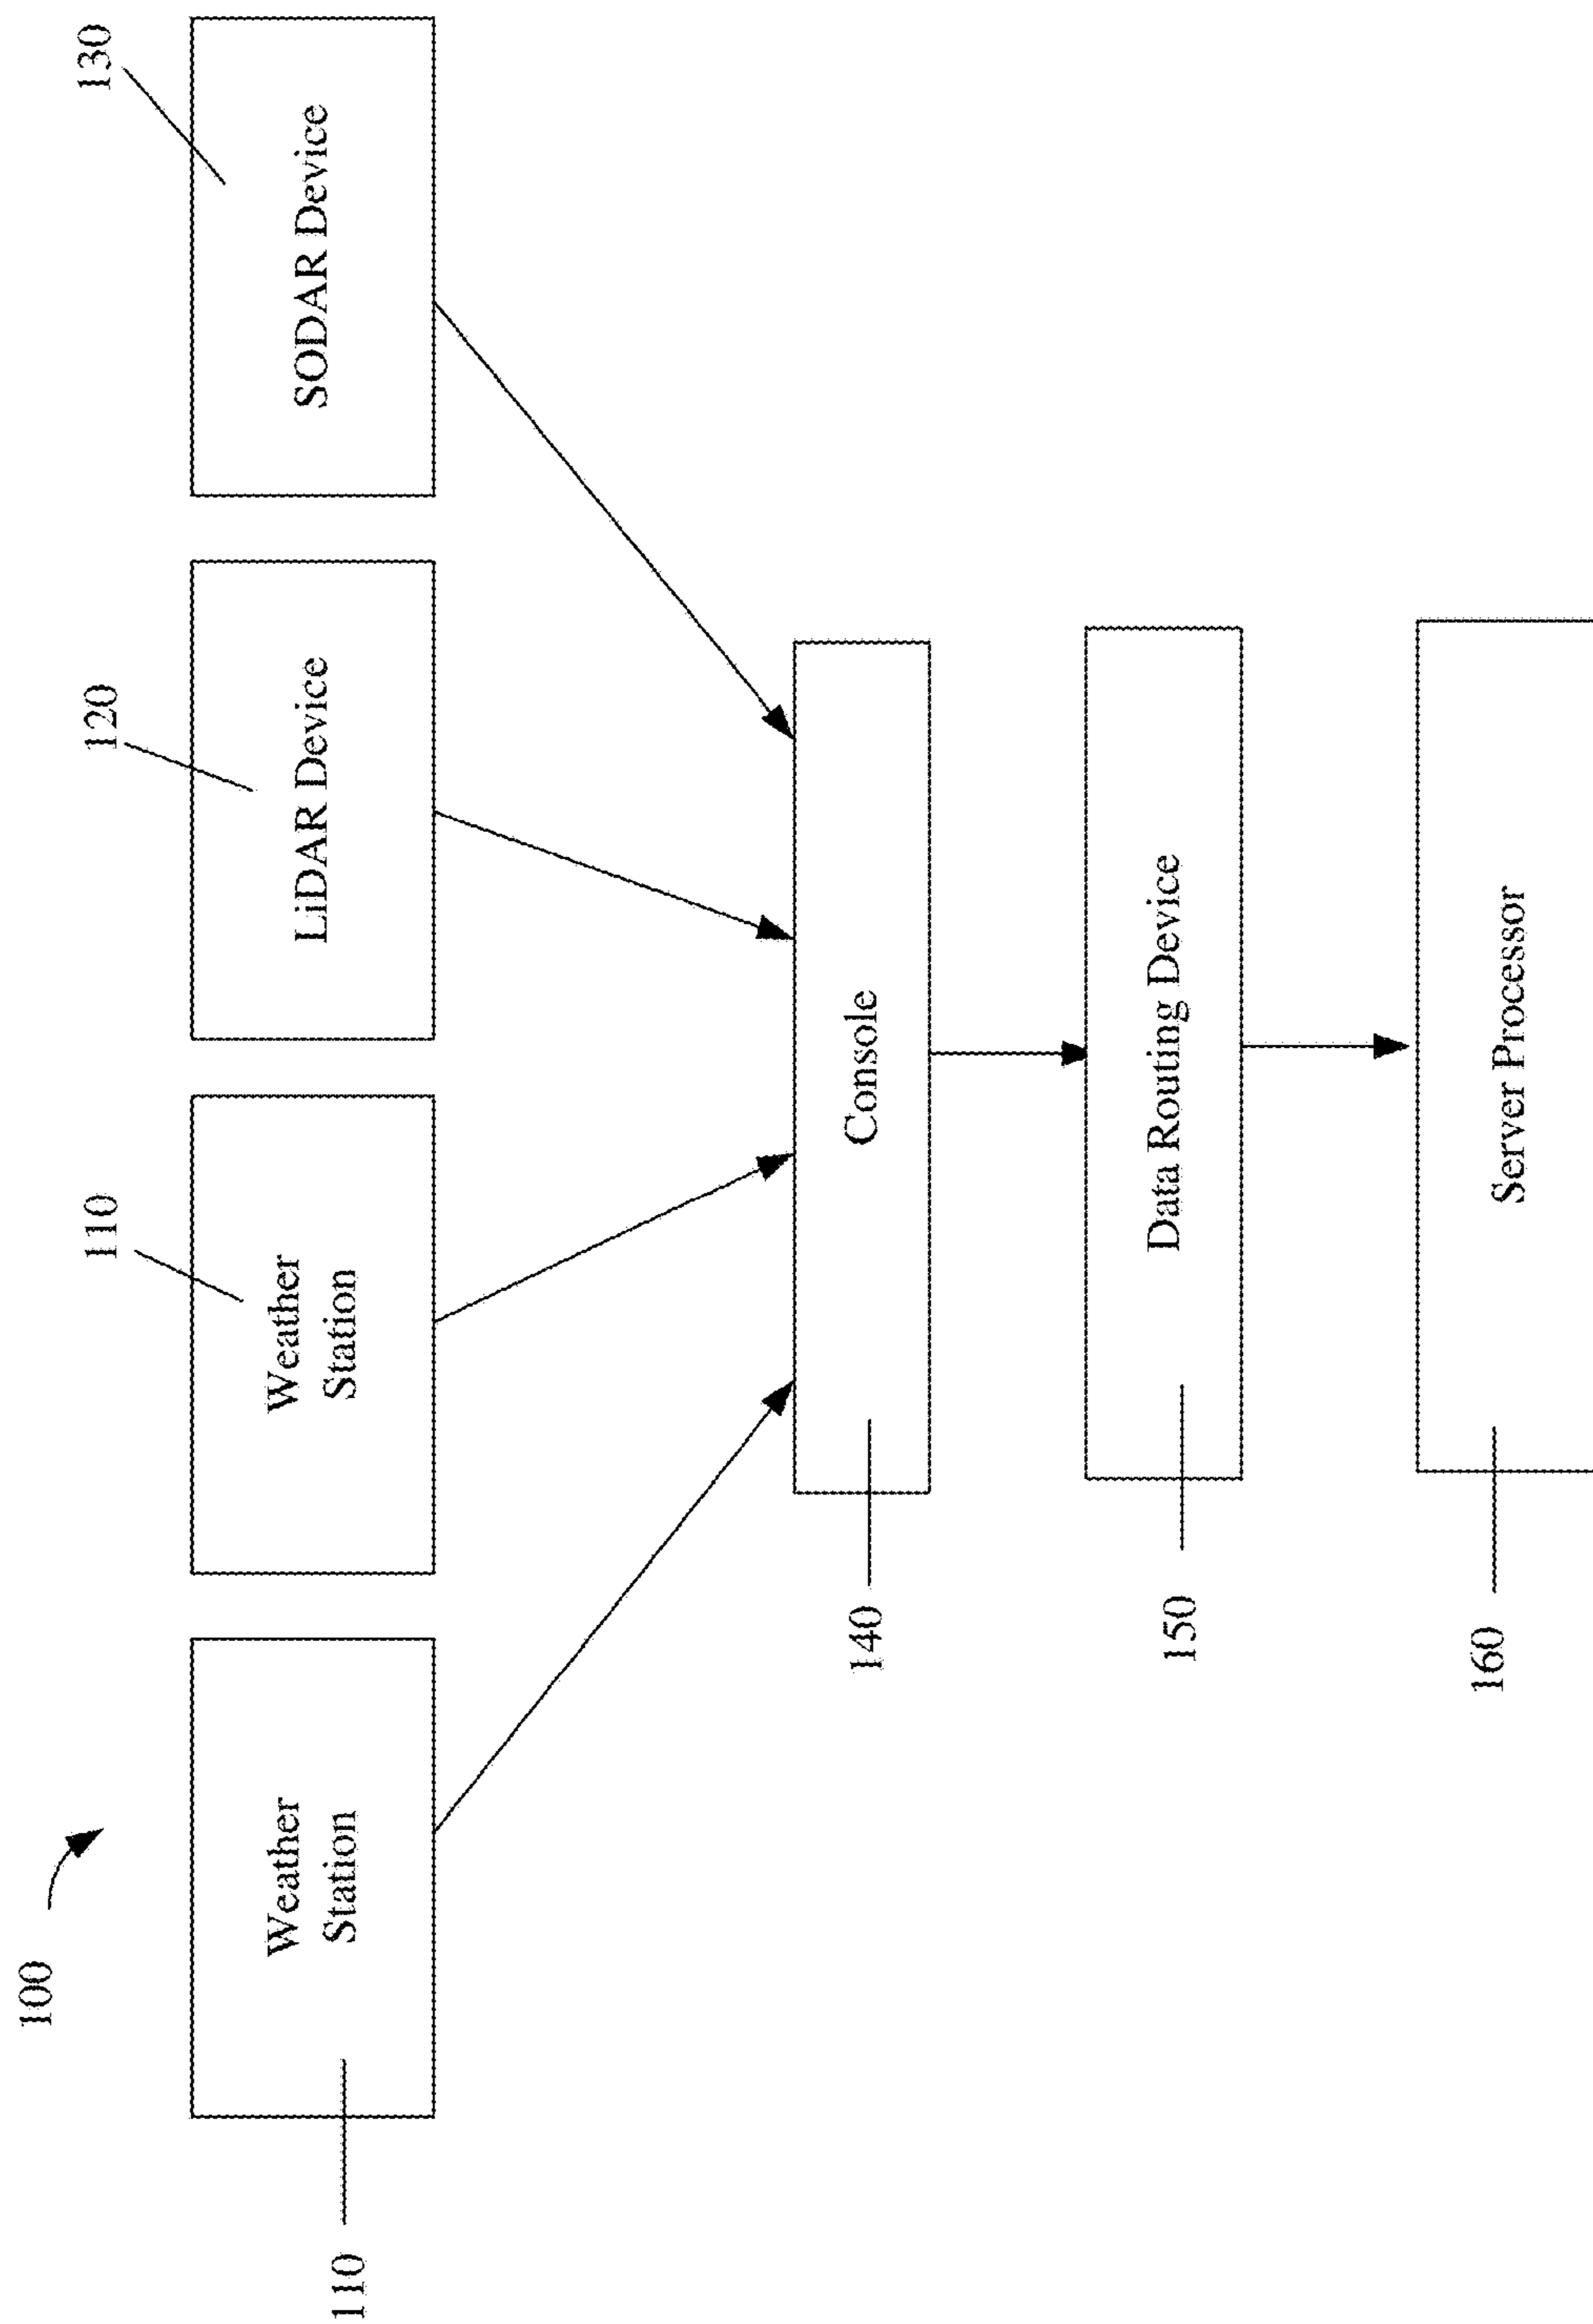 100
110
110
120
130
Weather
Station
Weather
Station
LiDAR Device
SODAR Device
140
Console
150
Data Routing Device
160
Server Processor